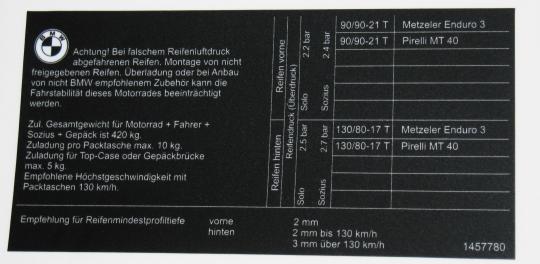 BMW
Achtung! Bei falschem Reifenluftdruck
abgefahrenen Reifen. Montage von nicht
freigegebenen Reifen. Überladung oder bei Anbau
von nicht BMW empfohlenem Zubehör kann die
Fahrstabilität dieses Motorrades beeinträchtigt
werden.
Zul. Gesamtgewicht für Motorrad + Fahrer +
Sozius + Gepäck ist 420 kg.
Zuladung pro Packtasche max. 10 kg.
Zuladung für Top-Case oder Gepäckbrücke
max. 5 kg.
Empfohlene Höchstgeschwindigkeit mit
Packtaschen 130 km/h.
Reifen vorne
Reifen hinten
Reifendruck (Überdruck)
Solo 2.2 bar
Sozius 2.4 bar
Solo 2.5 bar
Sozius 2.7 bar
90/90-21 T Metzeler Enduro 3
90/90-21 T Pirelli MT 40
130/80-17 T Metzeler Enduro 3
130/80-17 T Pirelli MT 40
Empfehlung für Reifenmindestprofiltiefe vorne 2 mm
hinten 2 mm bis 130 km/h
3 mm über 130 km/h
1457780